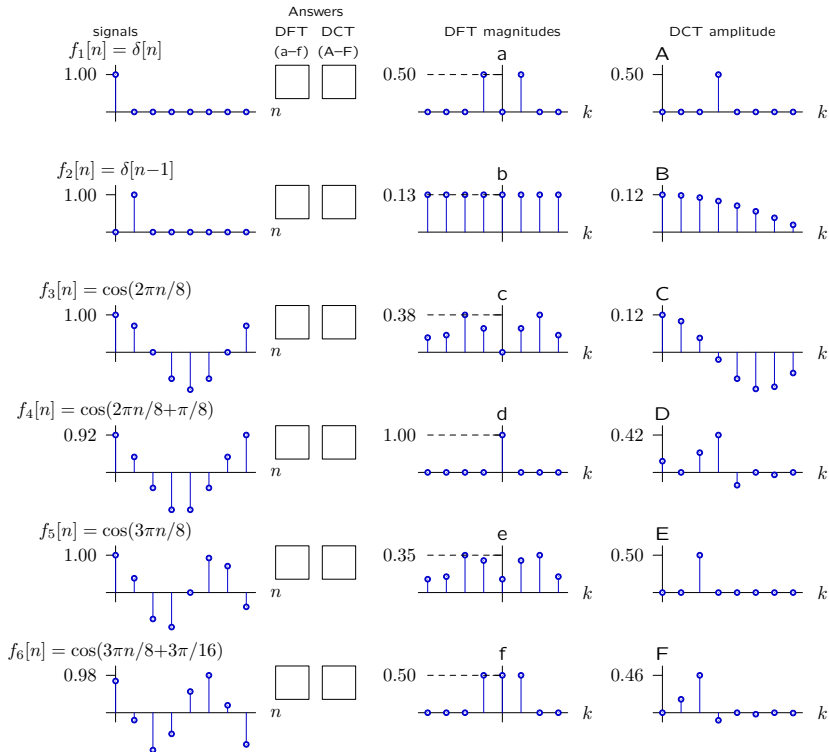 Answers
signals DFT DCT DFT magnitudes DCT amplitude
(a–f) (A–F)
f₁[n] = δ[n] a A
1.00 0.50 0.50
n k k
f₂[n] = δ[n−1] b B
1.00 0.13 0.12
n k k
f₃[n] = cos(2πn/8) c C
1.00 0.38 0.12
n k k
f₄[n] = cos(2πn/8+π/8) d D
0.92 1.00 0.42
n k k
f₅[n] = cos(3πn/8) e E
1.00 0.35 0.50
n k k
f₆[n] = cos(3πn/8+3π/16) f F
0.98 0.50 0.46
n k k